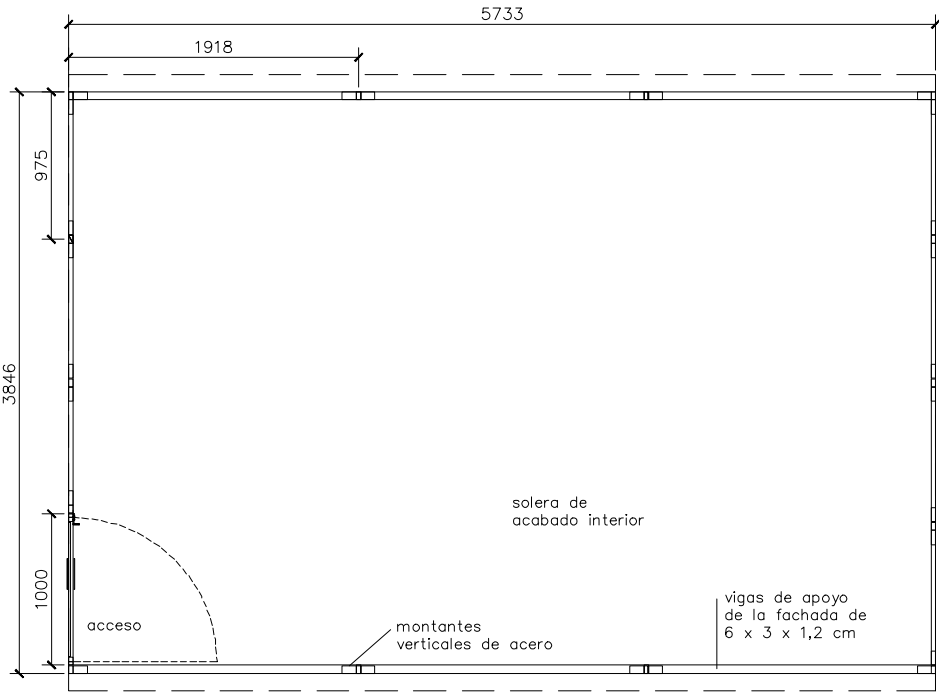 5733
1918
975
3846
solera de
acabado interior
1000
vigas de apoyo
de la fachada de
6 x 3 x 1,2 cm
acceso
montantes
verticales de acero